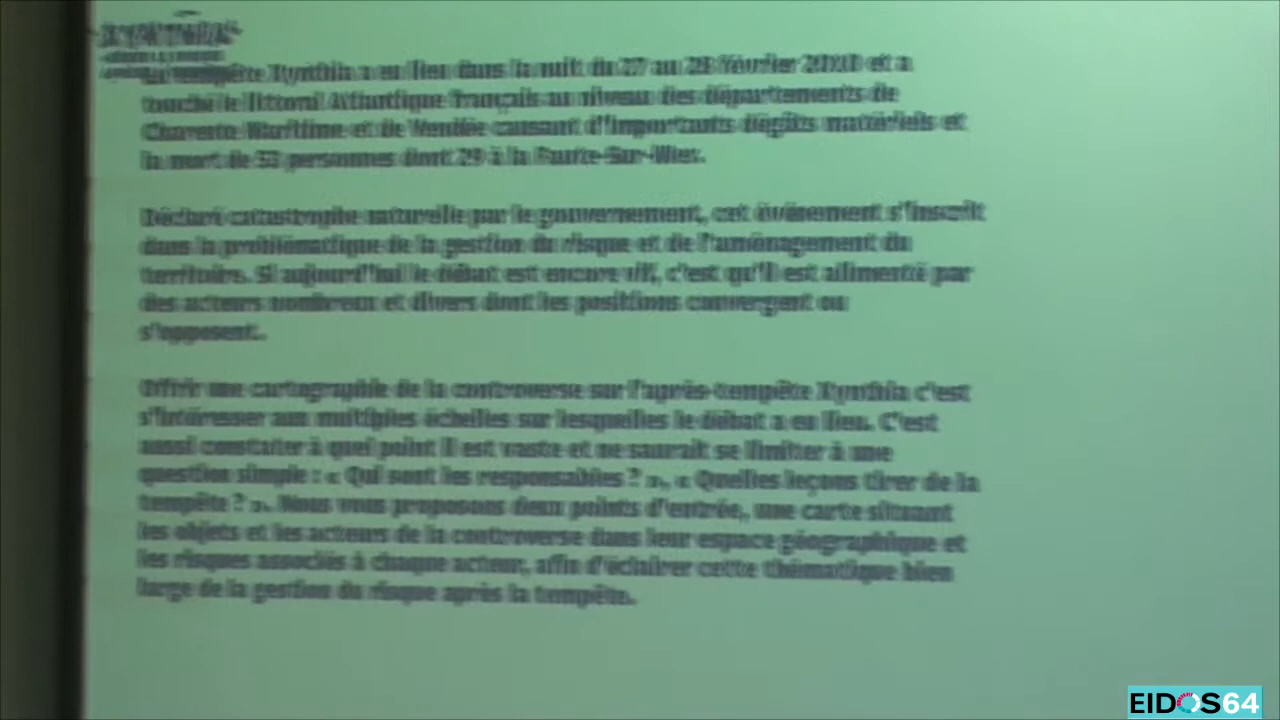 La tempête Xynthia a eu lieu dans la nuit du 27 au 28 Février 2010 et a
touché le littoral Atlantique français au niveau des départements de
Charente Maritime et de Vendée causant d'importants dégâts matériels et
la mort de 53 personnes dont 29 à la Faute-Sur-Mer.
Déclaré catastrophe naturelle par le gouvernement, cet événement s'inscrit
dans la problématique de la gestion du risque et de l'aménagement du
territoire. Si aujourd'hui le débat est encore vif, c'est qu'il est alimenté par
des acteurs nombreux et divers dont les positions convergent ou
s'opposent.
Offrir une cartographie de la controverse sur l'après-tempête Xynthia c'est
s'intéresser aux multiples échelles sur lesquelles le débat a eu lieu. C'est
aussi constater à quel point il est vaste et ne saurait se limiter à une
question simple : « Qui sont les responsables ? », « Quelles leçons tirer de la
tempête ? ». Nous vous proposons deux points d'entrée, une carte situant
les objets et les acteurs de la controverse dans leur espace géographique et
les risques associés à chaque acteur, afin d'éclairer cette thématique bien
large de la gestion du risque après la tempête.
EIDOS64